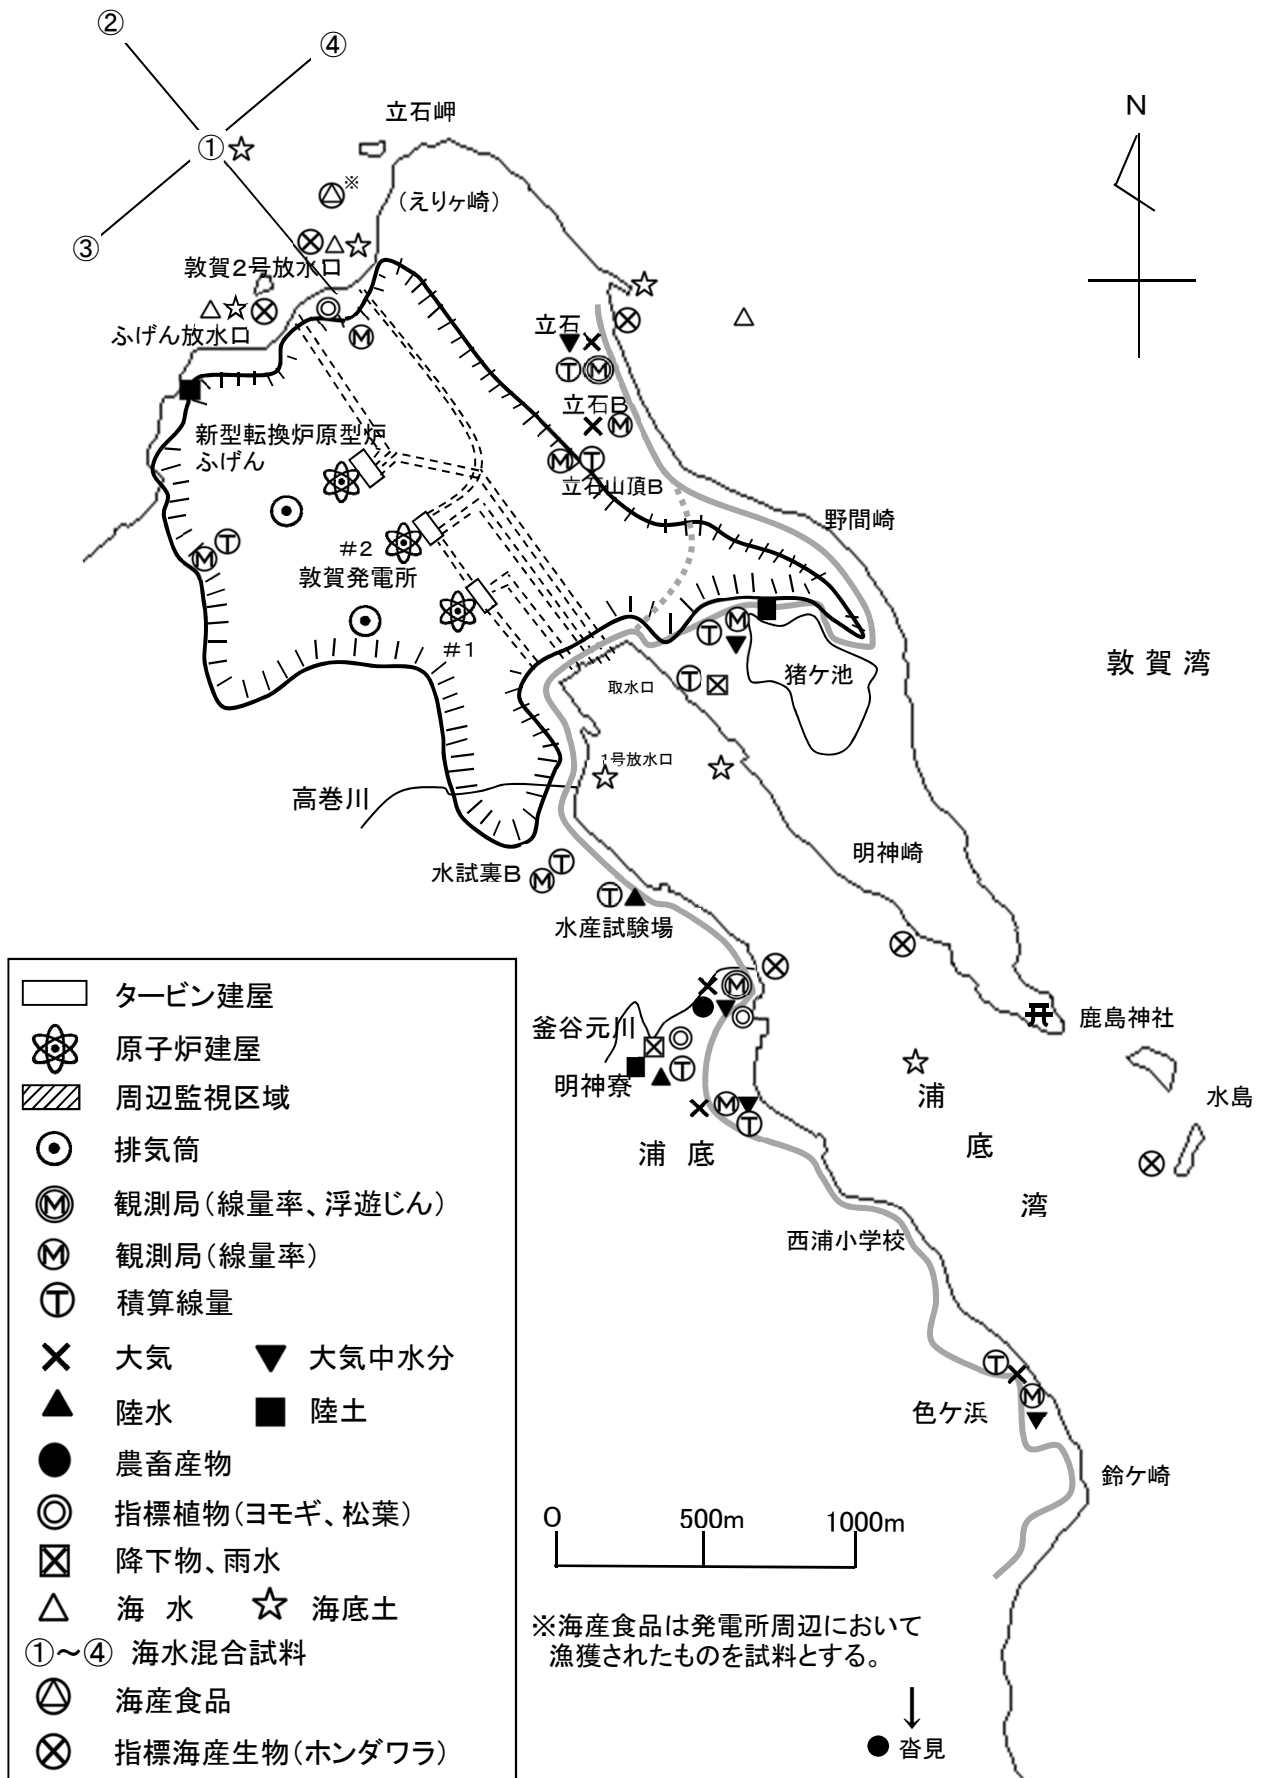 ②
④
立石岬
N
①
※
(えりヶ崎)
③
敦賀2号放水口
ふげん放水口
立石
T M
立石B
M
新型転換炉原型炉
ふげん
M T
立石山頂B
野間崎
#2
T
M
敦賀発電所
#1
M
T
敦賀湾
猪ケ池
取水口
T
1号放水口
高巻川
明神崎
水試裏B
T
M
T
水産試験場
M
鹿島神社
釜谷元川
明神寮
T
浦底湾
水島
M
T
浦底
西浦小学校
T
M
色ケ浜
鈴ケ崎
タービン建屋
原子炉建屋
周辺監視区域
排気筒
M 観測局(線量率、浮遊じん)
M 観測局(線量率)
T 積算線量
大気 大気中水分
陸水 陸土
農畜産物
指標植物(ヨモギ、松葉)
降下物、雨水
海 水 海底土
①~④ 海水混合試料
海産食品
指標海産生物(ホンダワラ)
0 500m 1000m
※海産食品は発電所周辺において
漁獲されたものを試料とする。
沓見